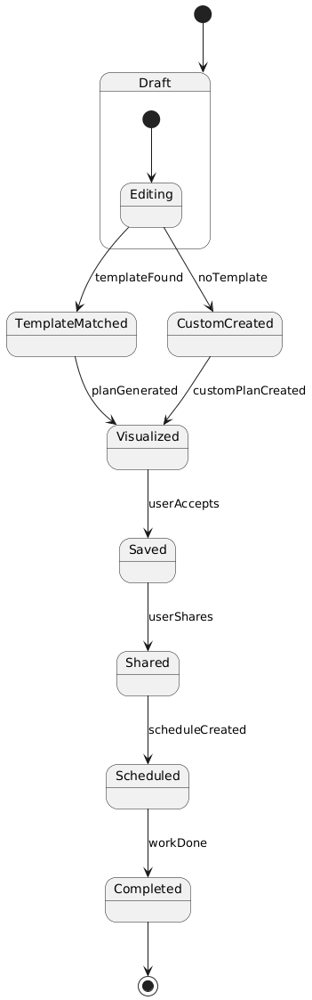 Draft
Editing
templateFound
noTemplate
TemplateMatched
CustomCreated
planGenerated
customPlanCreated
Visualized
userAccepts
Saved
userShares
Shared
scheduleCreated
Scheduled
workDone
Completed